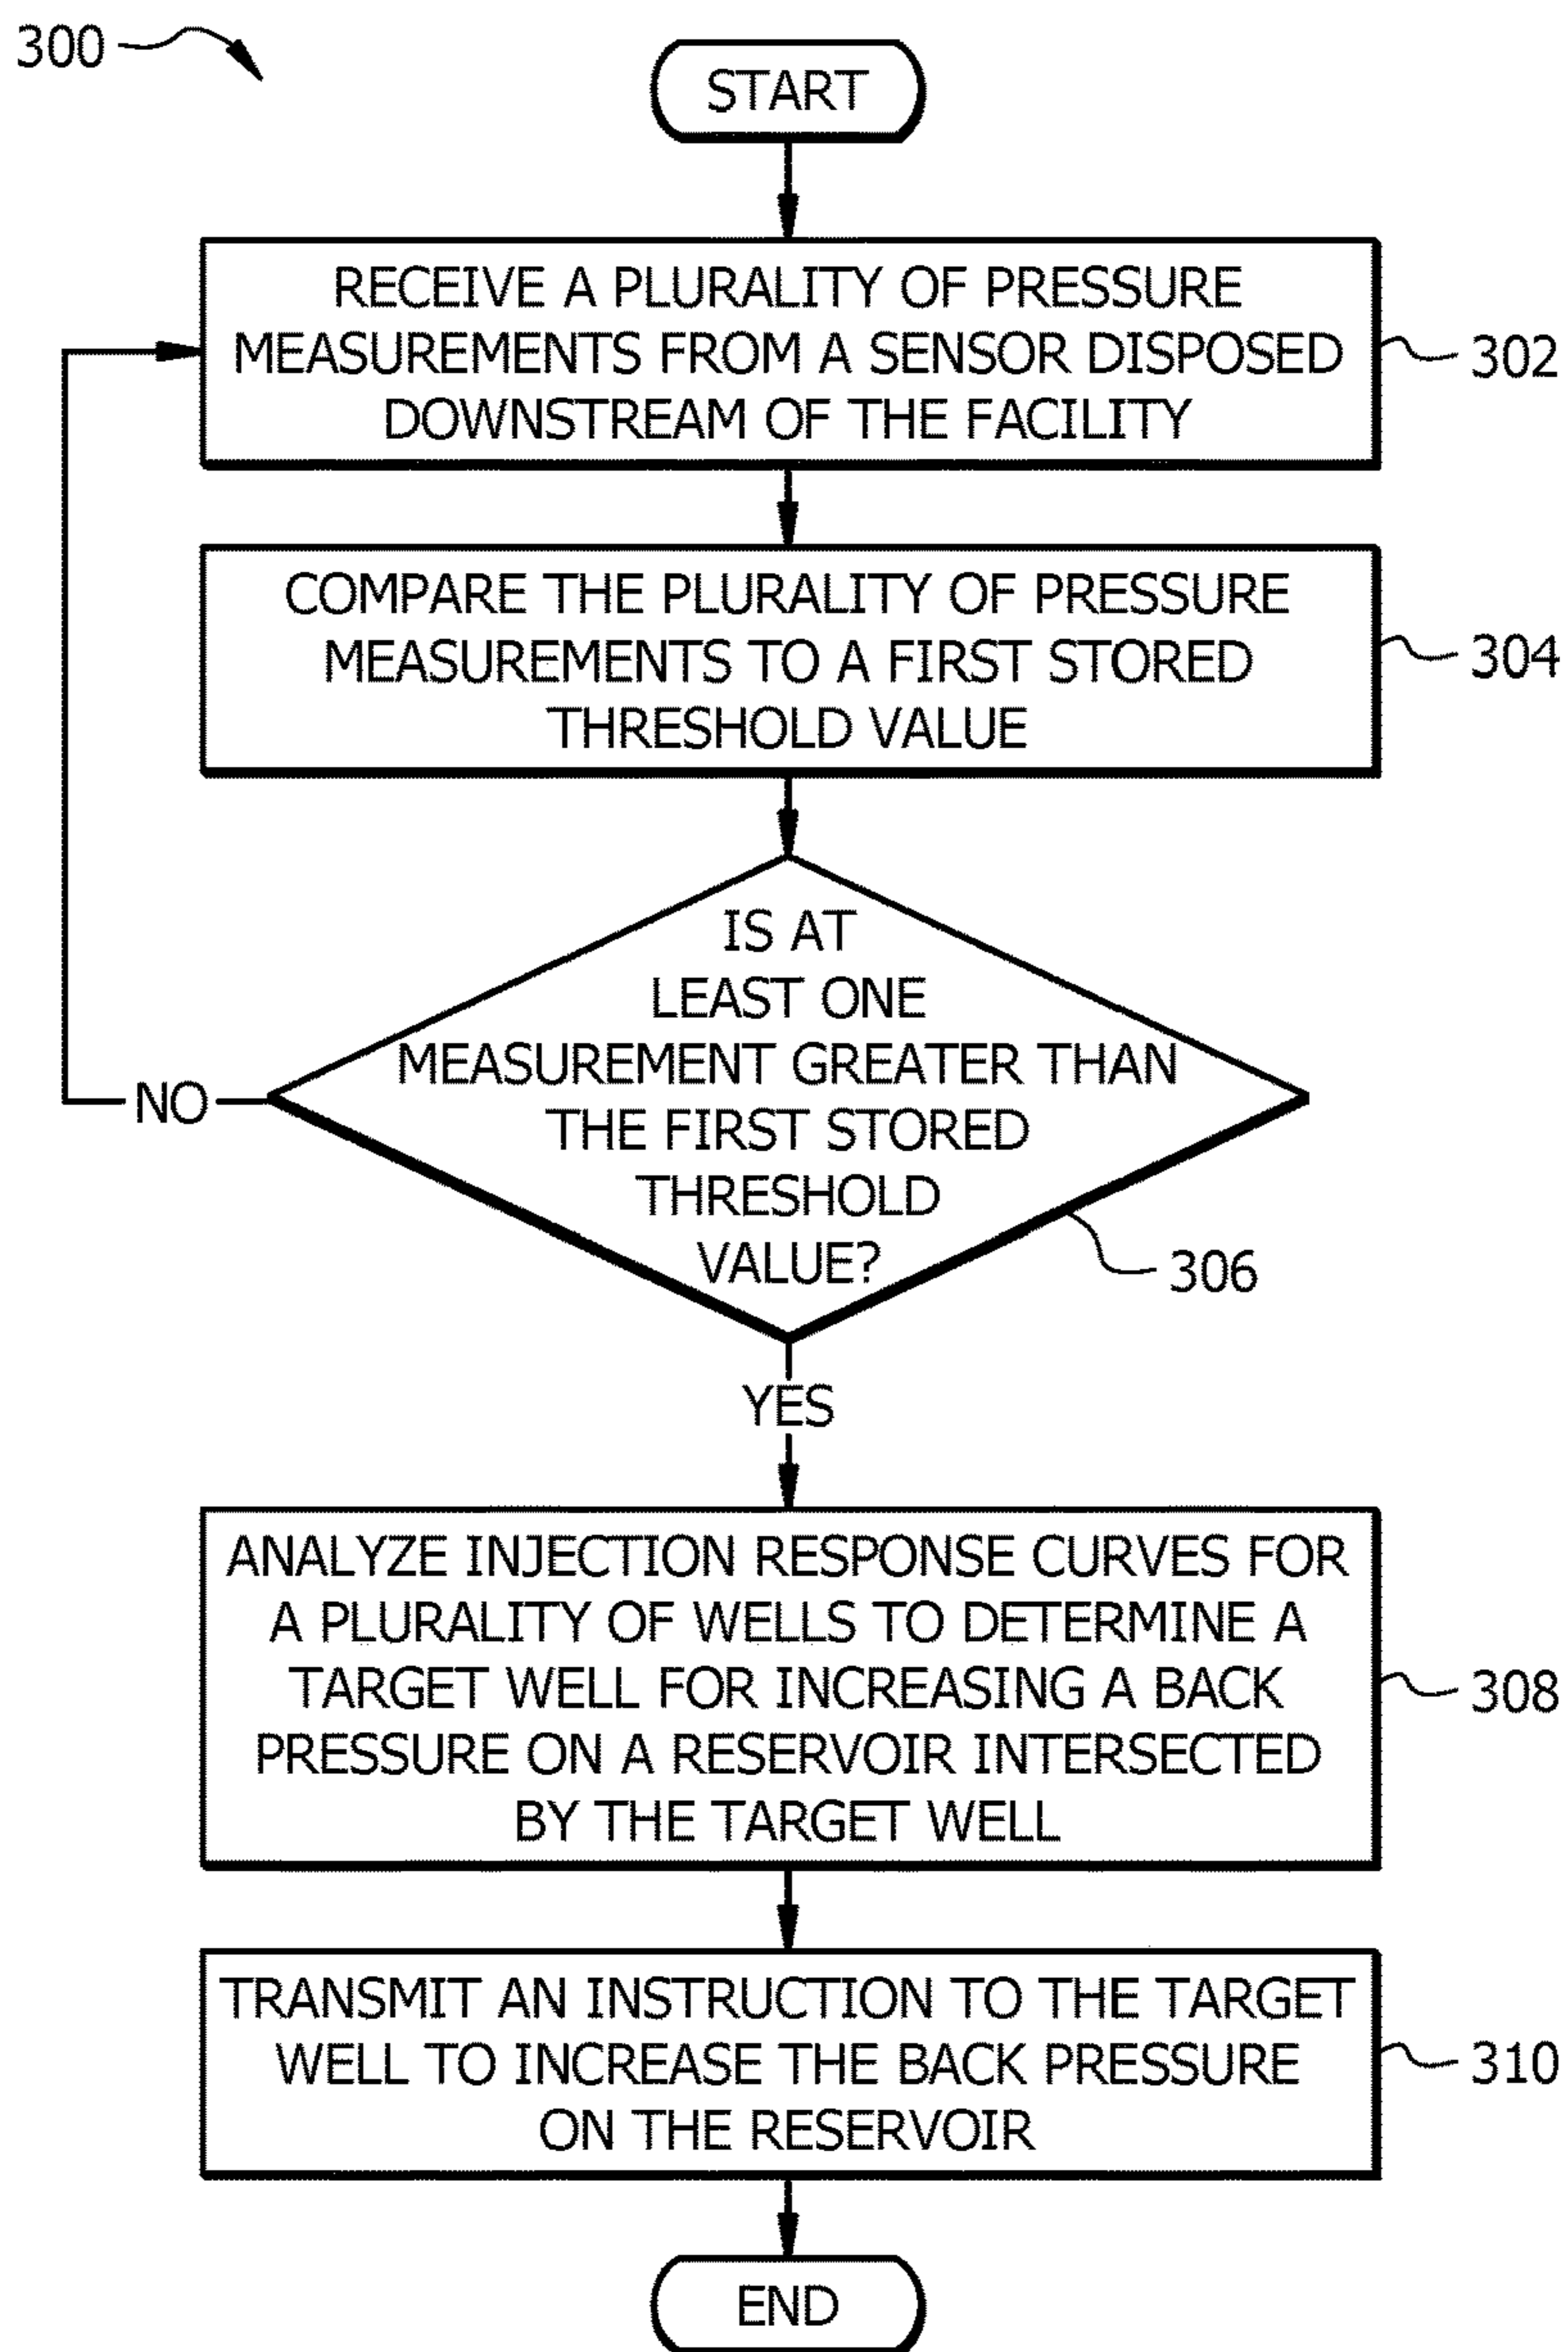 300
START
RECEIVE A PLURALITY OF PRESSURE
MEASUREMENTS FROM A SENSOR DISPOSED
DOWNSTREAM OF THE FACILITY
302
COMPARE THE PLURALITY OF PRESSURE
MEASUREMENTS TO A FIRST STORED
THRESHOLD VALUE
304
IS AT
LEAST ONE
MEASUREMENT GREATER THAN
THE FIRST STORED
THRESHOLD
VALUE?
NO
306
YES
ANALYZE INJECTION RESPONSE CURVES FOR
A PLURALITY OF WELLS TO DETERMINE A
TARGET WELL FOR INCREASING A BACK
PRESSURE ON A RESERVOIR INTERSECTED
BY THE TARGET WELL
308
TRANSMIT AN INSTRUCTION TO THE TARGET
WELL TO INCREASE THE BACK PRESSURE
ON THE RESERVOIR
310
END